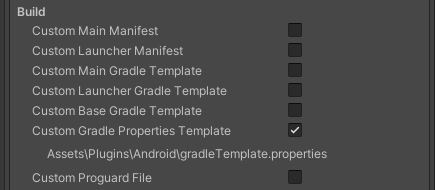 Build
Custom Main Manifest
Custom Launcher Manifest
Custom Main Gradle Template
Custom Launcher Gradle Template
Custom Base Gradle Template
Custom Gradle Properties Template
Assets\Plugins\Android\gradleTemplate.properties
Custom Proguard File